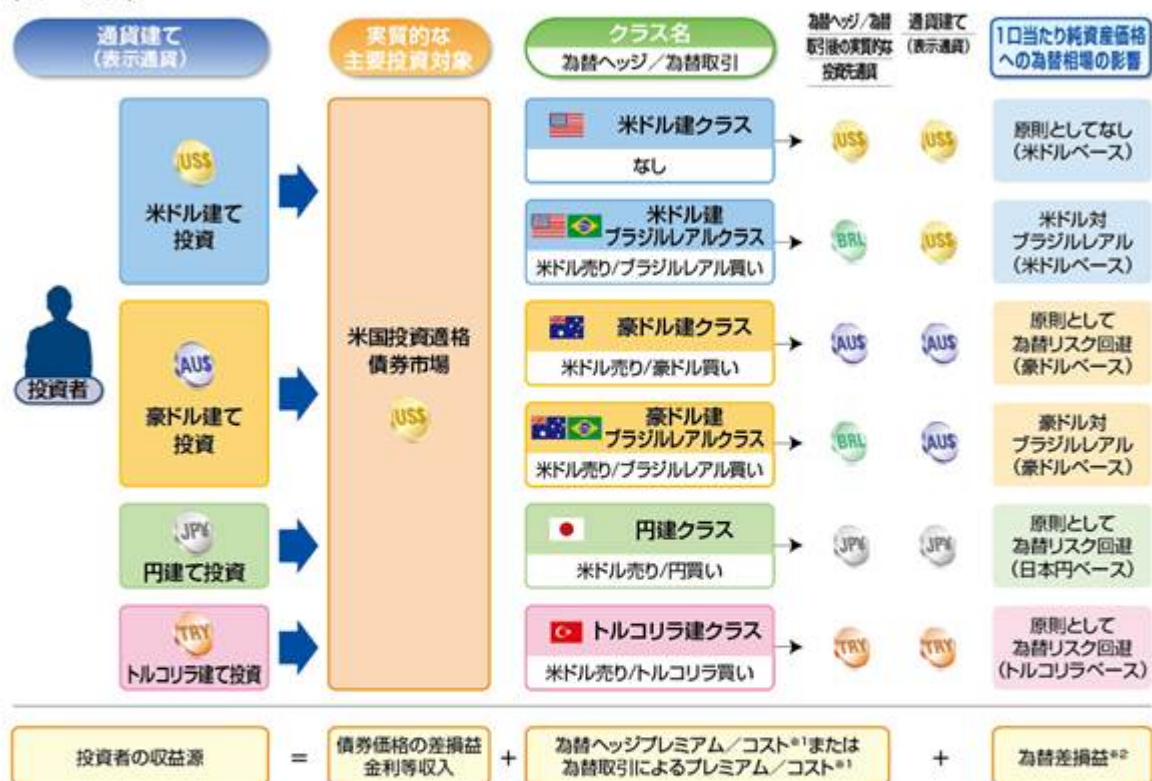 通貨建て
(表示通貨)
実質的な
主要投資対象
クラス名
為替ヘッジ/為替取引
為替ヘッジ/為替
取引後の実質的な
投資先通貨
通貨建て
(表示通貨)
1口当たり純資産価格
への為替相場の影響
投資者
US$
米ドル建て
投資
AU$
豪ドル建て
投資
JP¥
円建て投資
TRY
トルコリラ建て投資
米国投資適格
債券市場
US$
米ドル建クラス
なし
US$
US$
原則としてなし
(米ドルベース)
米ドル建
ブラジルレアルクラス
米ドル売り/ブラジルレアル買い
BRL
US$
米ドル対
ブラジルレアル
(米ドルベース)
豪ドル建クラス
米ドル売り/豪ドル買い
AU$
AU$
原則として
為替リスク回避
(豪ドルベース)
豪ドル建
ブラジルレアルクラス
米ドル売り/ブラジルレアル買い
BRL
AU$
豪ドル対
ブラジルレアル
(豪ドルベース)
円建クラス
米ドル売り/円買い
JP¥
JP¥
原則として
為替リスク回避
(日本円ベース)
トルコリラ建クラス
米ドル売り/トルコリラ買い
TRY
TRY
原則として
為替リスク回避
(トルコリラベース)
投資者の収益源
=
債券価格の差損益
金利等収入
+
為替ヘッジプレミアム/コスト※1または
為替取引によるプレミアム/コスト※1
+
為替差損益※2